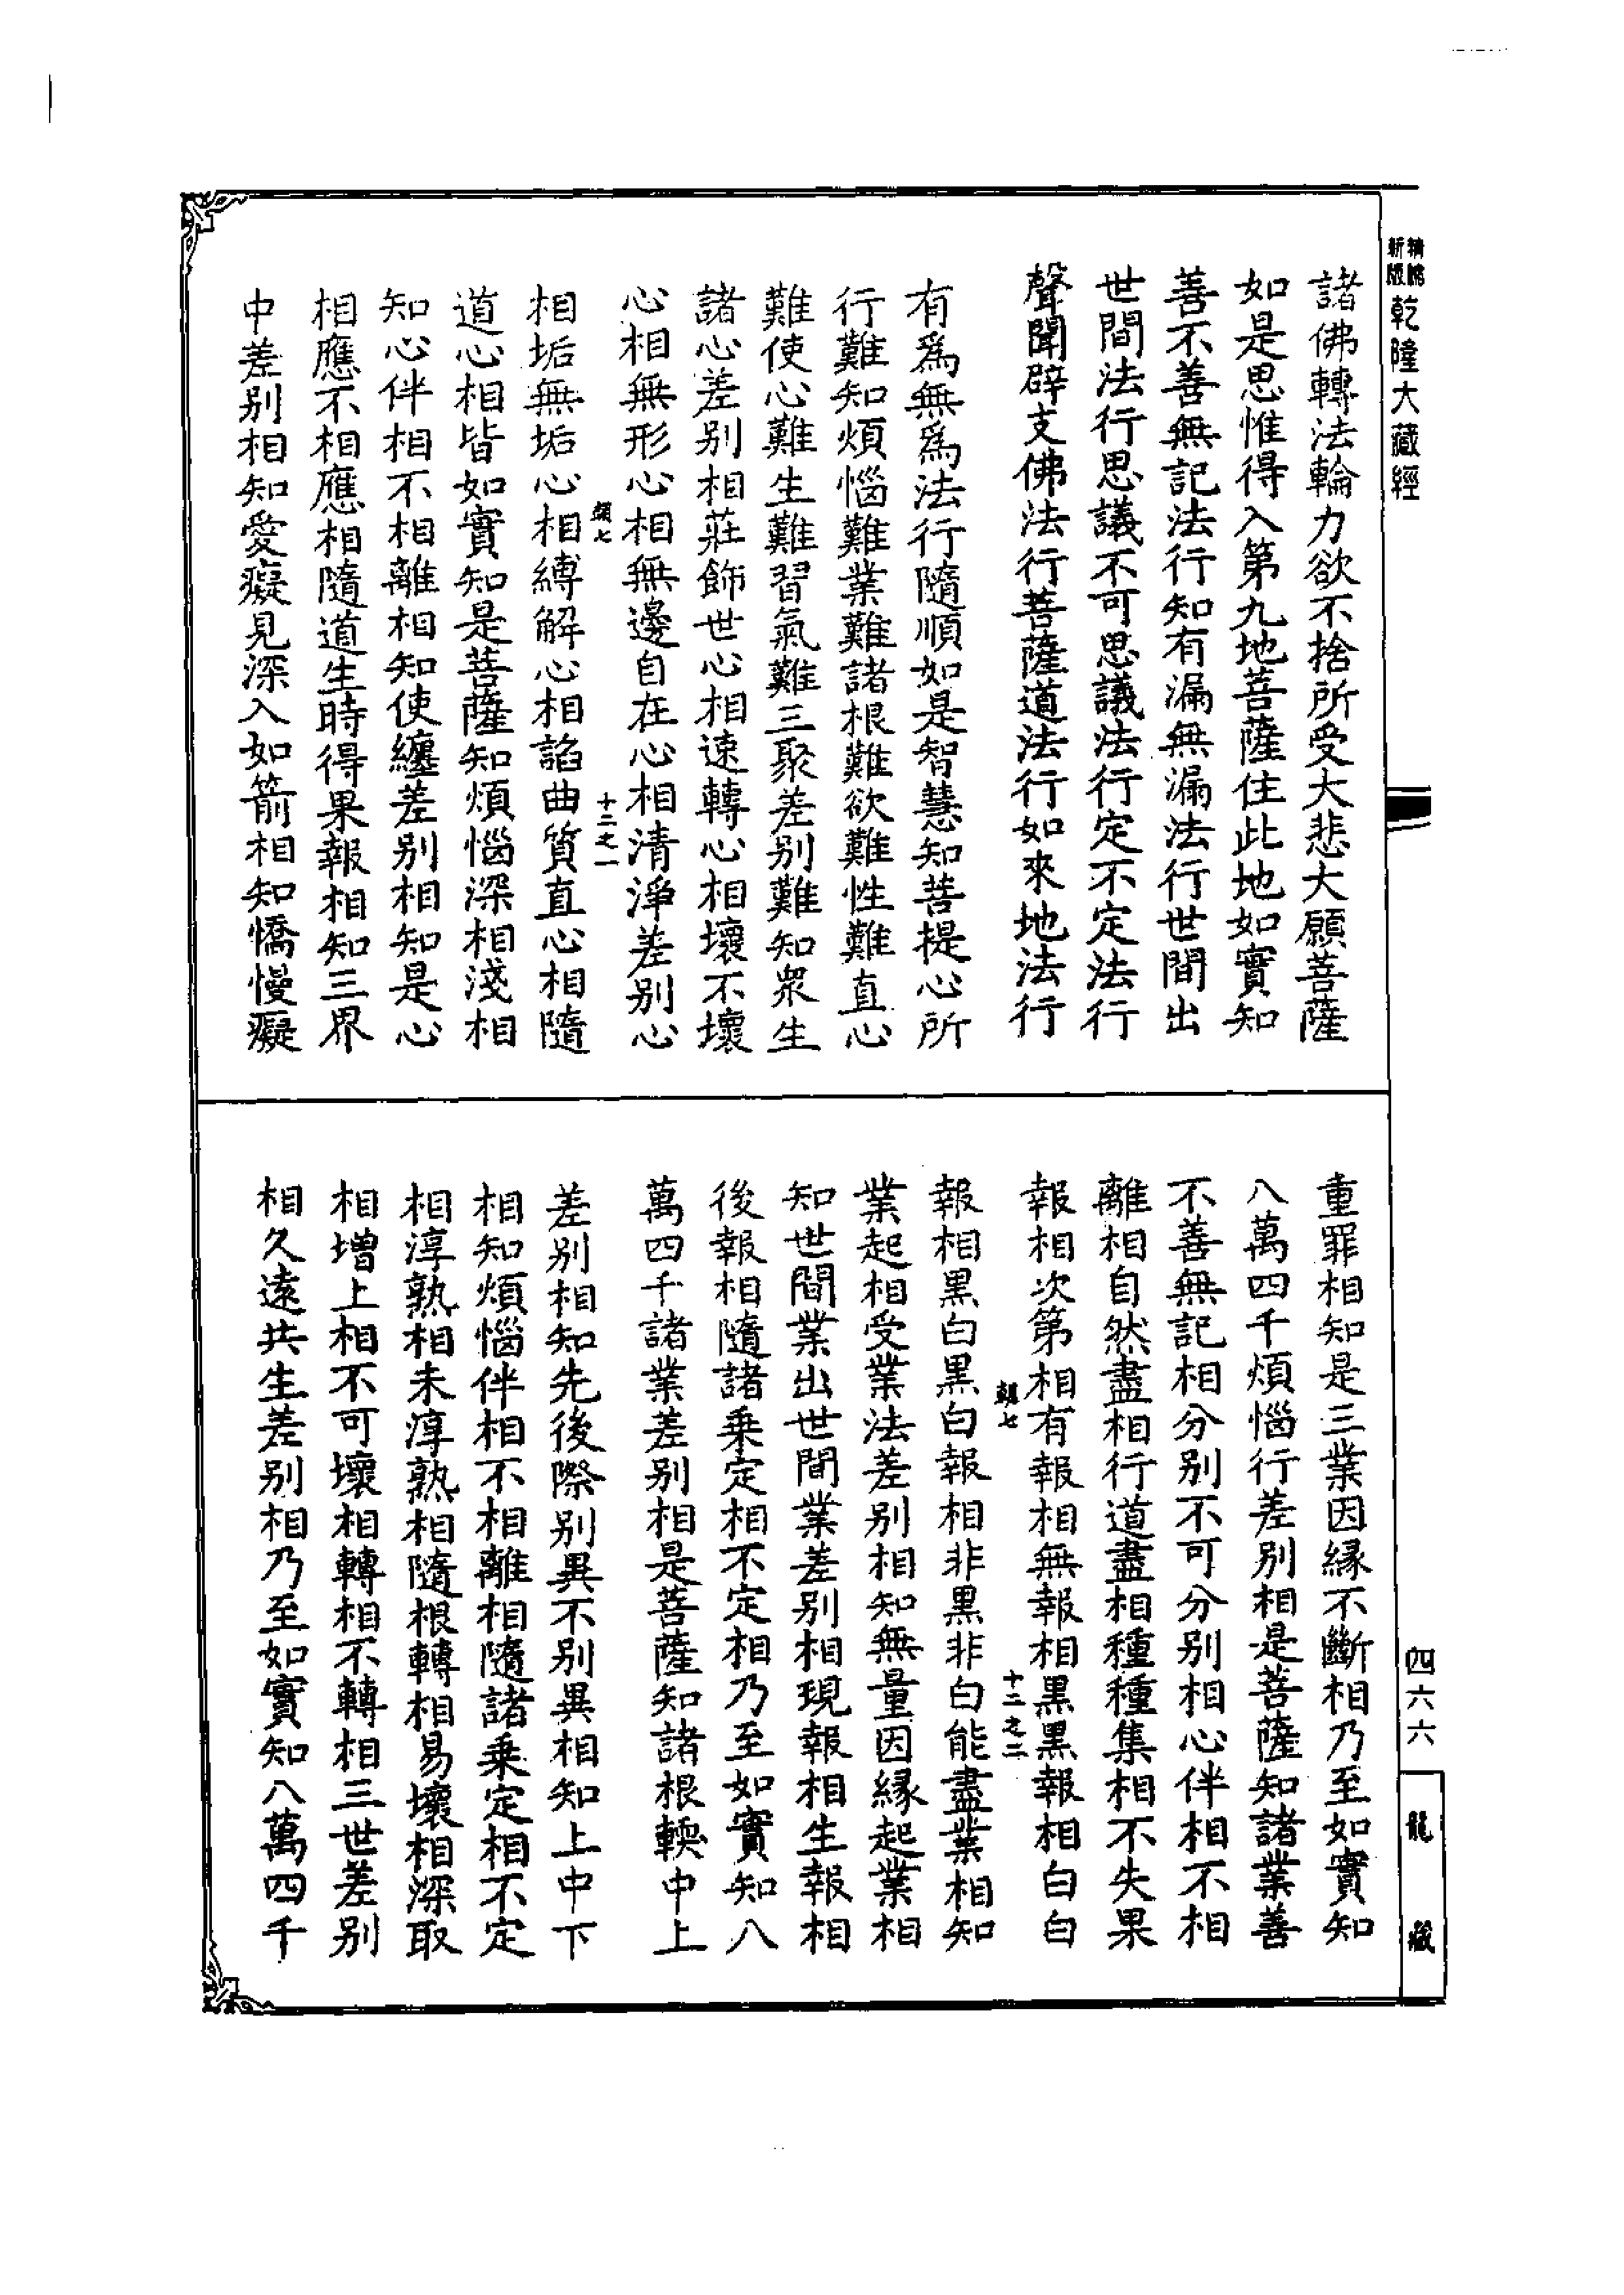 乾隆大藏經
諸佛轉法輪力欲不捨所受大悲大願菩薩
如是思惟得入第九地菩薩住此地如實知
善不善無記法行知有漏無漏法行世間出
世間法行思議不可思議法行定不定法行
聲聞辟支佛法行菩薩道法行如來地法行
有爲無爲法行隨順如是智慧知菩提心所
行難知煩惱難業難諸根難欲難性難直心
難使心難生難習氣難三聚差别難知衆生
諸心差别相莊飾世心相速轉心相壞不壞
心相無形心相無邊自在心相清淨差别心
十二之一
相垢無垢心相縛解心相諂曲質直心相隨
道心相皆如實知是菩薩知煩惱深相淺相
知心伴相不相離相知使纏差别相知是心
相應不相應相隨道生時得果報相知三界
中差别相知愛癡見深入如箭相知憍慢癡
重罪相知是三業因緣不斷相乃至如實知
八萬四千煩惱行差别相是菩薩知諸業善
不善無記相分别不可分别相心伴相不相
離相自然盡相行道盡相種種集相不失果
報相次第相有報相無報相黑黑報相白白
十二之二
報相黑白黑白報相非黑非白能盡業相知
業起相受業法差别相知無量因緣起業相
知世間業出世間業差别相現報相生報相
後報相隨諸乗定相不定相乃至如實知八
萬四千諸業差别相是菩薩知諸根輭中上
差别相知先後際别異不别異相知上中下
相知煩惱伴相不相離相隨諸乗定相不定
相淳熟相未淳熟相隨根轉相易壞相深取
相增上相不可壞相轉相不轉相三世差别
相久遠共生差别相乃至如實知八萬四千
四六六
龍藏